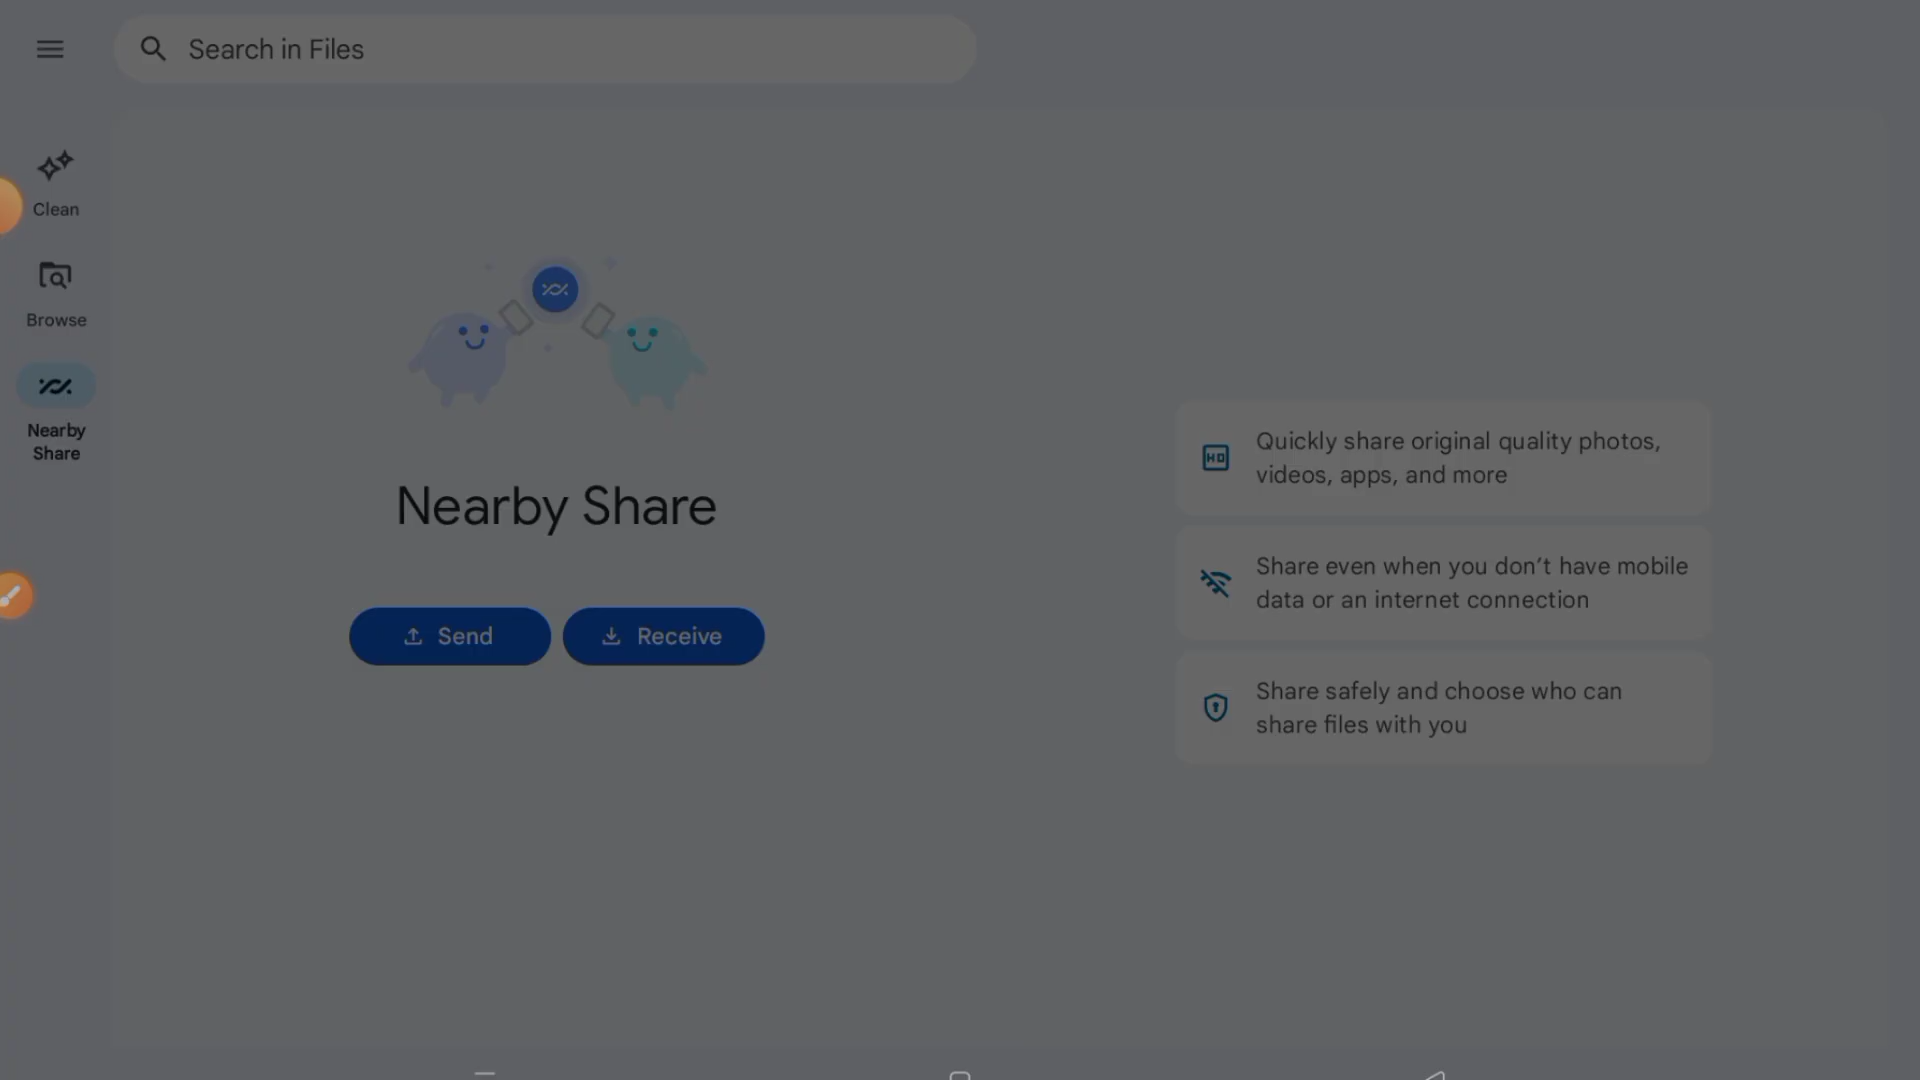 Search in Files
Clean
Browse
Nearby
Share
Nearby Share
Send
Receive
HD
Quickly share original quality photos,
videos, apps, and more
Share even when you don’t have mobile
data or an internet connection
Share safely and choose who can
share files with you